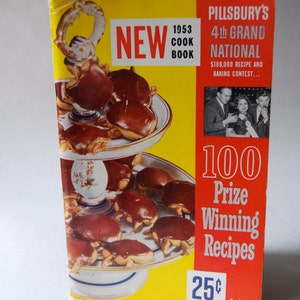 NEW
1953
COOK
BOOK
PILLSBURY'S
4th GRAND
NATIONAL
$100,000 RECIPE AND
BAKING CONTEST...
100
Prize
Winning
Recipes
25¢